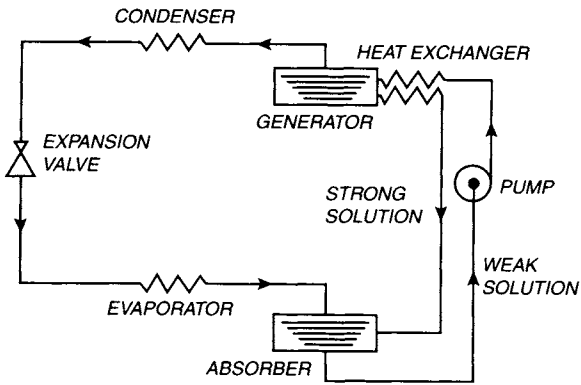 CONDENSER
HEAT EXCHANGER
GENERATOR
EXPANSION
VALVE
PUMP
STRONG
SOLUTION
WEAK
SOLUTION
EVAPORATOR
ABSORBER